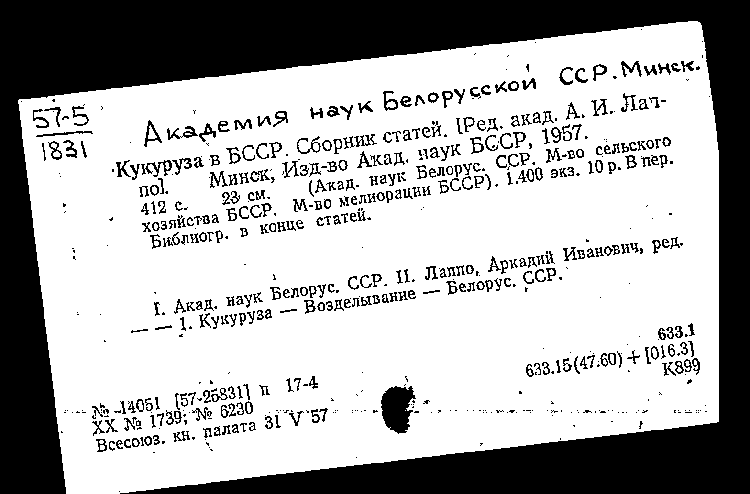 57-5
1831
Академия наук Белорусской ССР. Минск.
Кукуруза в БССР. Сборник статей. [Ред. акад. А. И. Лап-
по]. Минск, Изд-во Акад. наук БССР, 1957.
412 с. 23 см. (Акад. наук Белорус. ССР. М-во сельского
хозяйства БССР. М-во мелиорации БССР). 1.400 экз. 10 р. В пер.
Библиогр. в конце статей.
I. Акад. наук Белорус. ССР. II. Лаппо, Аркадий Иванович, ред.
— — 1. Кукуруза — Возделывание — Белорус. ССР.
633.1
633.15(47.60) + [016.3]
К899
№ 14051 [57-25831] п 17-4
XX № 1739; № 6230
Всесоюз. кн. палата 31 V 57